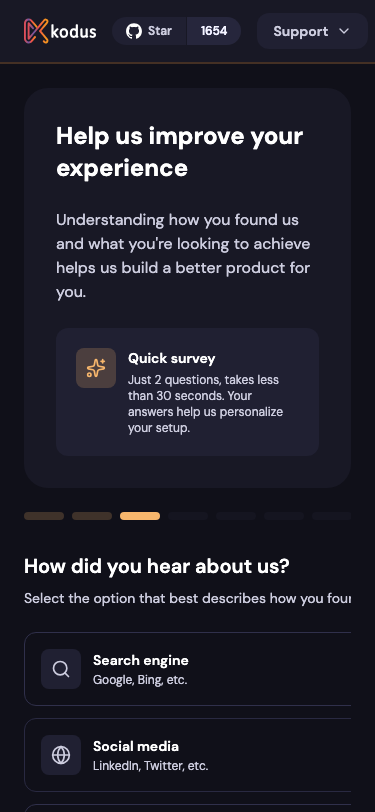 kodus
Star
1654
Support
Help us improve your
experience
Understanding how you found us
and what you're looking to achieve
helps us build a better product for
you.
Quick survey
Just 2 questions, takes less
than 30 seconds. Your
answers help us personalize
your setup.
How did you hear about us?
Select the option that best describes how you
Search engine
Google, Bing, etc.
Social media
LinkedIn, Twitter, etc.